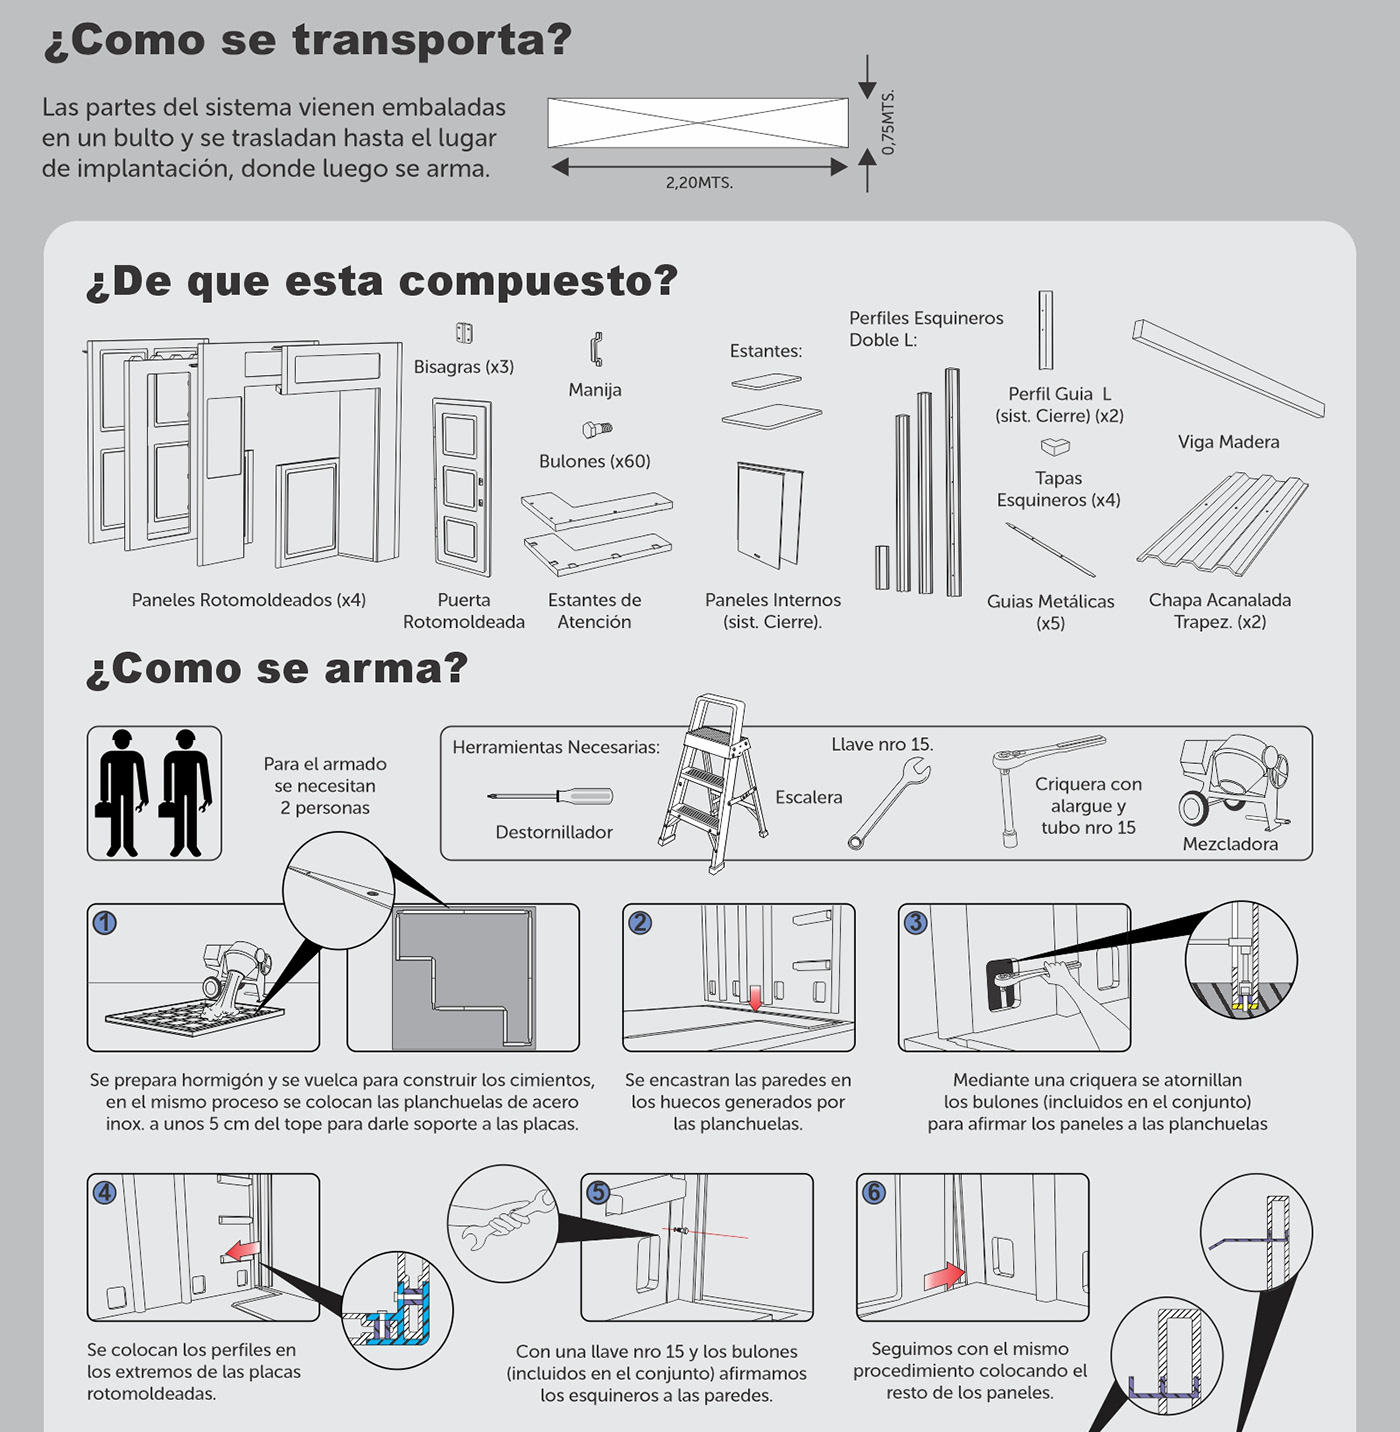 ¿Como se transporta?
Las partes del sistema vienen embaladas
en un bulto y se trasladan hasta el lugar
de implantación, donde luego se arma.
0,75MTS.
2,20MTS.
¿De que esta compuesto?
Bisagras (x3)
Manija
Bulones (x60)
Estantes:
Perfiles Esquineros
Doble L:
Perfil Guia L
(sist. Cierre) (x2)
Tapas
Esquineros (x4)
Viga Madera
Paneles Rotomoldeados (x4)
Puerta
Rotomoldeada
Estantes de
Atención
Paneles Internos
(sist. Cierre).
Guias Metálicas
(x5)
Chapa Acanalada
Trapez. (x2)
¿Como se arma?
Para el armado
se necesitan
2 personas
Herramientas Necesarias:
Destornillador
Escalera
Llave nro 15.
Criquera con
alargue y
tubo nro 15
Mezcladora
1
Se prepara hormigón y se vuelca para construir los cimientos,
en el mismo proceso se colocan las planchuelas de acero
inox. a unos 5 cm del tope para darle soporte a las placas.
2
Se encastran las paredes en
los huecos generados por
las planchuelas.
3
Mediante una criquera se atornillan
los bulones (incluidos en el conjunto)
para afirmar los paneles a las planchuelas
4
Se colocan los perfiles en
los extremos de las placas
rotomoldeadas.
5
Con una llave nro 15 y los bulones
(incluidos en el conjunto) afirmamos
los esquineros a las paredes.
6
Seguimos con el mismo
procedimiento colocando el
resto de los paneles.